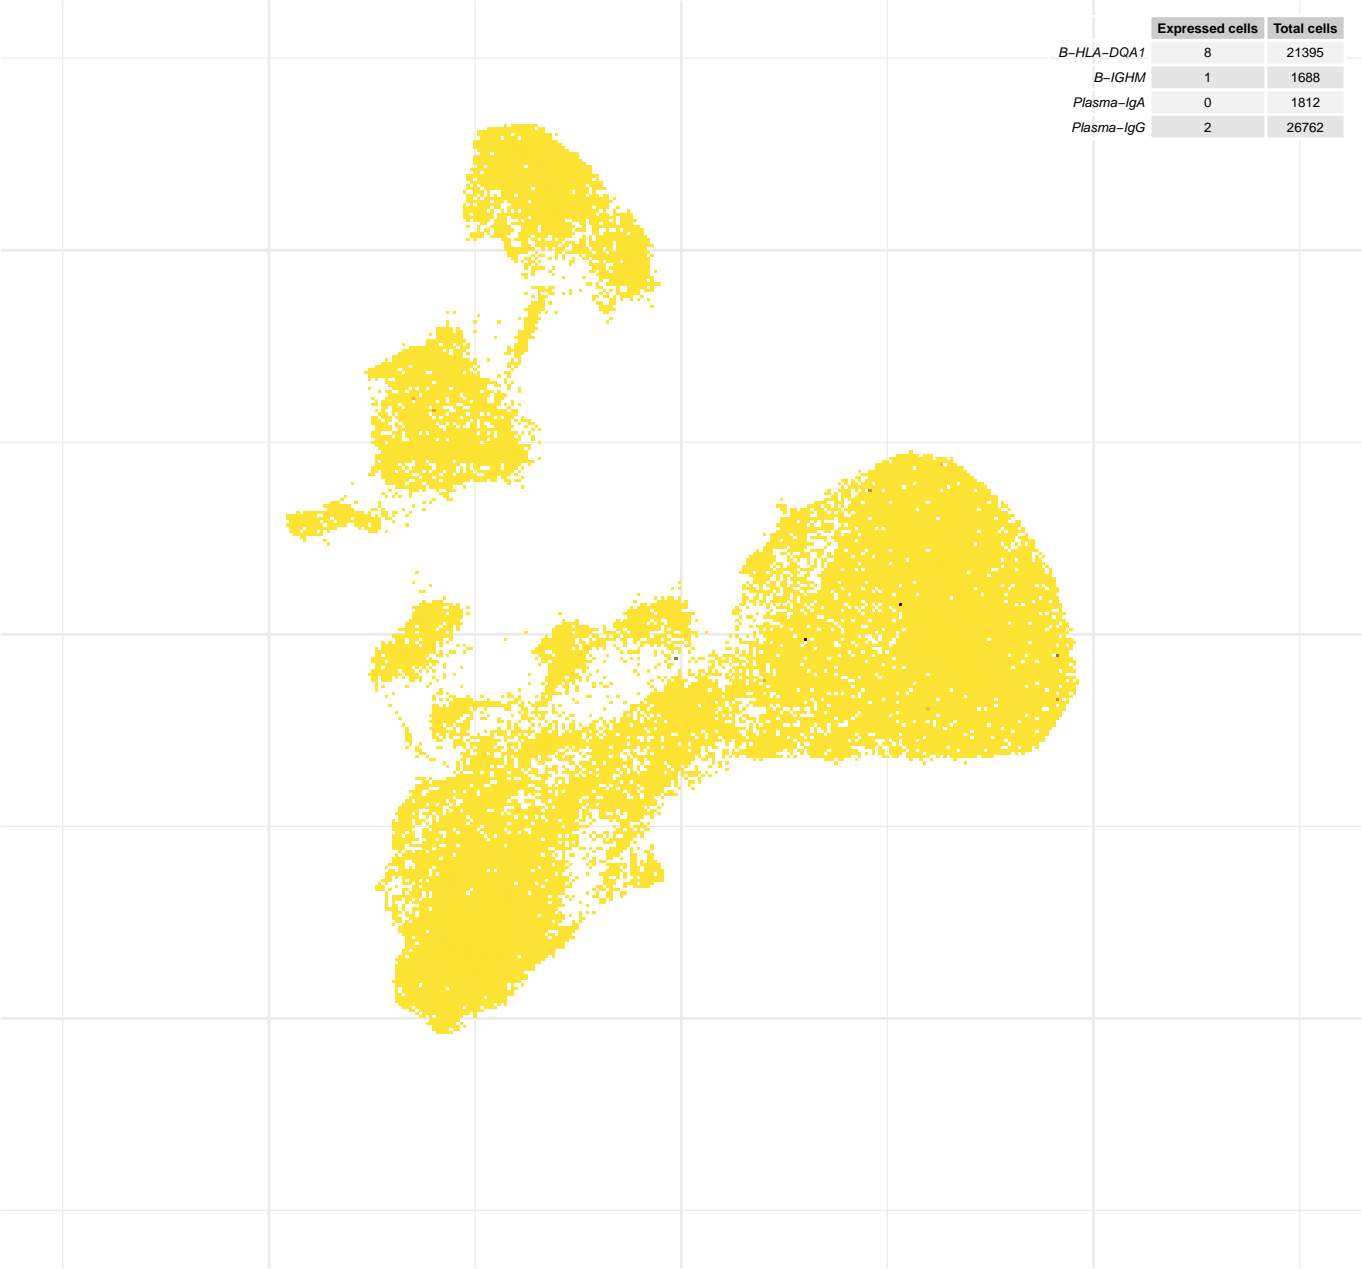 Expressed cells Total cells
B−HLA−DQA1 8 21395
B−IGHM 1 1688
Plasma−IgA 0 1812
Plasma−IgG 2 26762